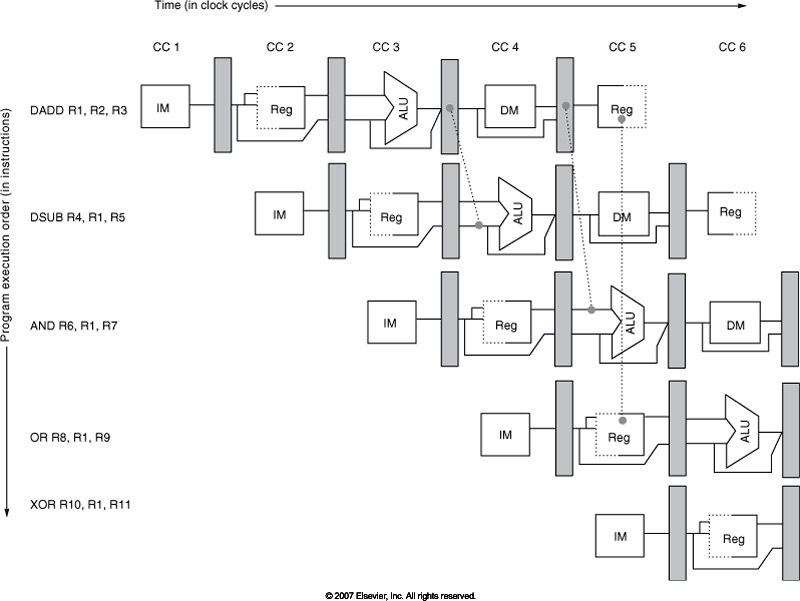 Time (in clock cycles)
CC 1 CC 2 CC 3 CC 4 CC 5 CC 6
Program execution order (in instructions)
DADD R1, R2, R3 IM Reg ALU DM Reg
DSUB R4, R1, R5 IM Reg ALU DM Reg
AND R6, R1, R7 IM Reg ALU DM
OR R8, R1, R9 IM Reg ALU
XOR R10, R1, R11 IM Reg
© 2007 Elsevier, Inc. All rights reserved.